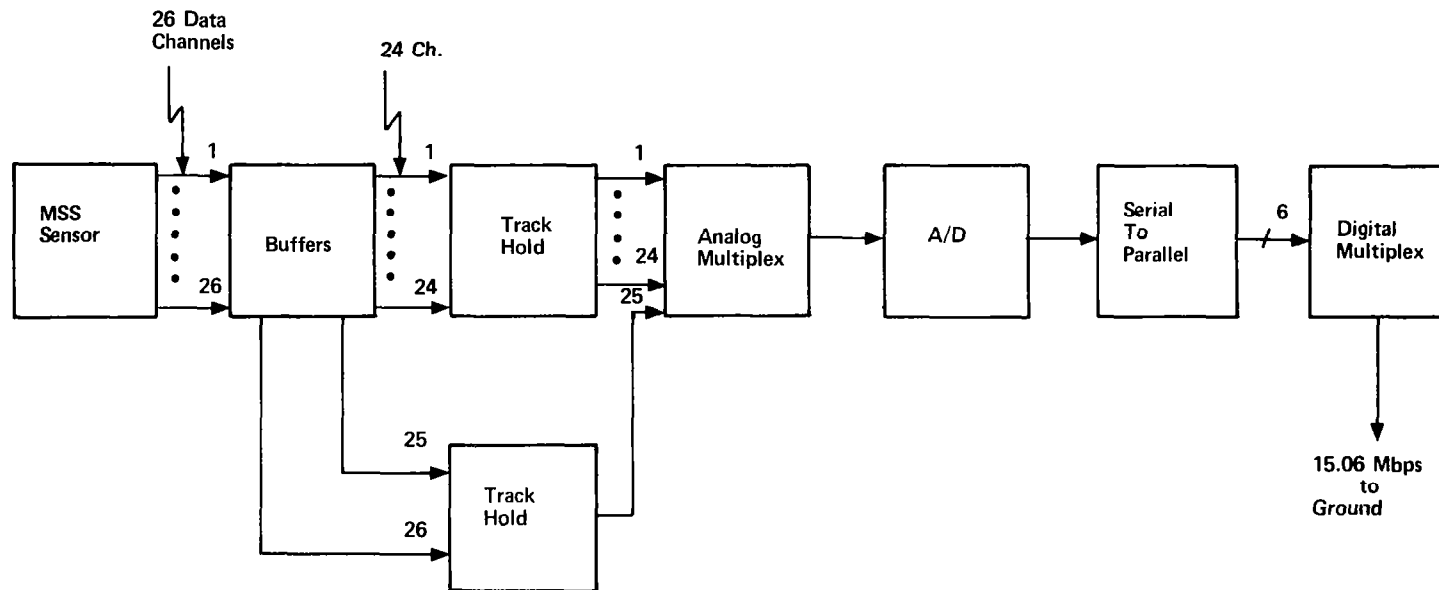 26 Data
Channels
24 Ch.
1
1
1
6
MSS
Sensor
Buffers
Track
Hold
Analog
Multiplex
A/D
Serial
To
Parallel
Digital
Multiplex
26
24
24
25
25
26
Track
Hold
15.06 Mbps
to
Ground